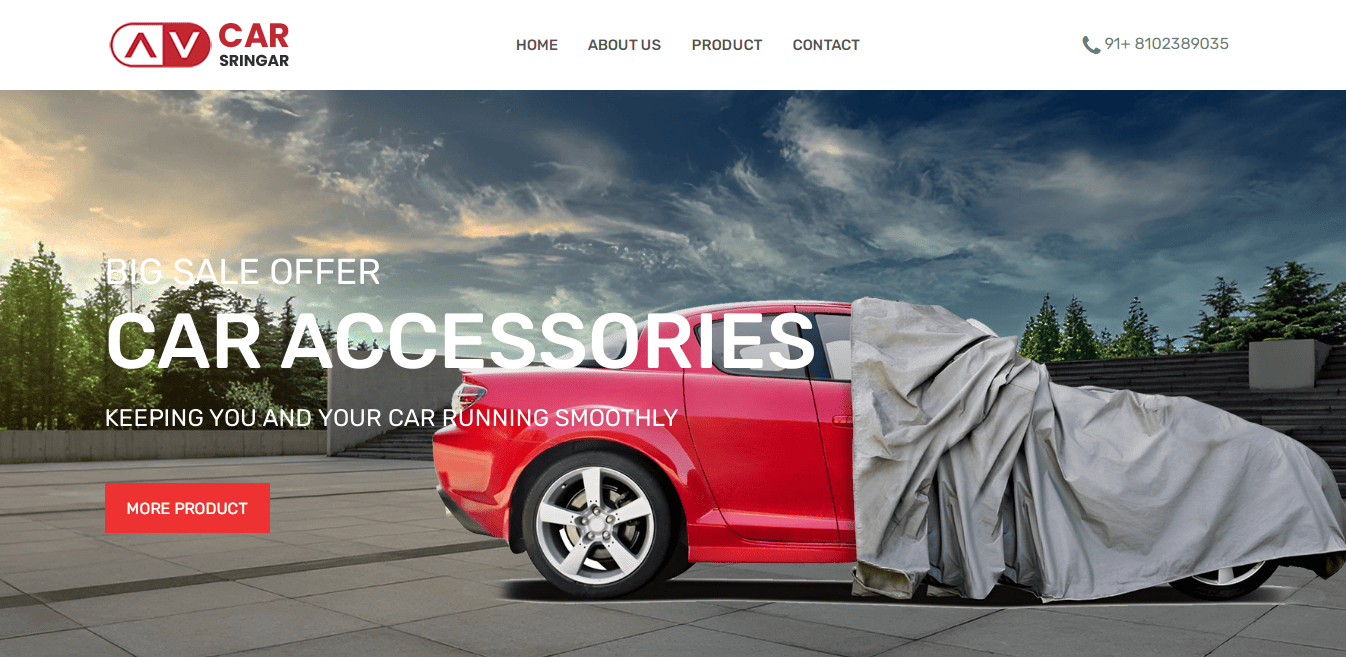 AV CAR
SRINGAR
HOME ABOUT US PRODUCT CONTACT
91+ 8102389035
BIG SALE OFFER
CAR ACCESSORIES
KEEPING YOU AND YOUR CAR RUNNING SMOOTHLY
MORE PRODUCT